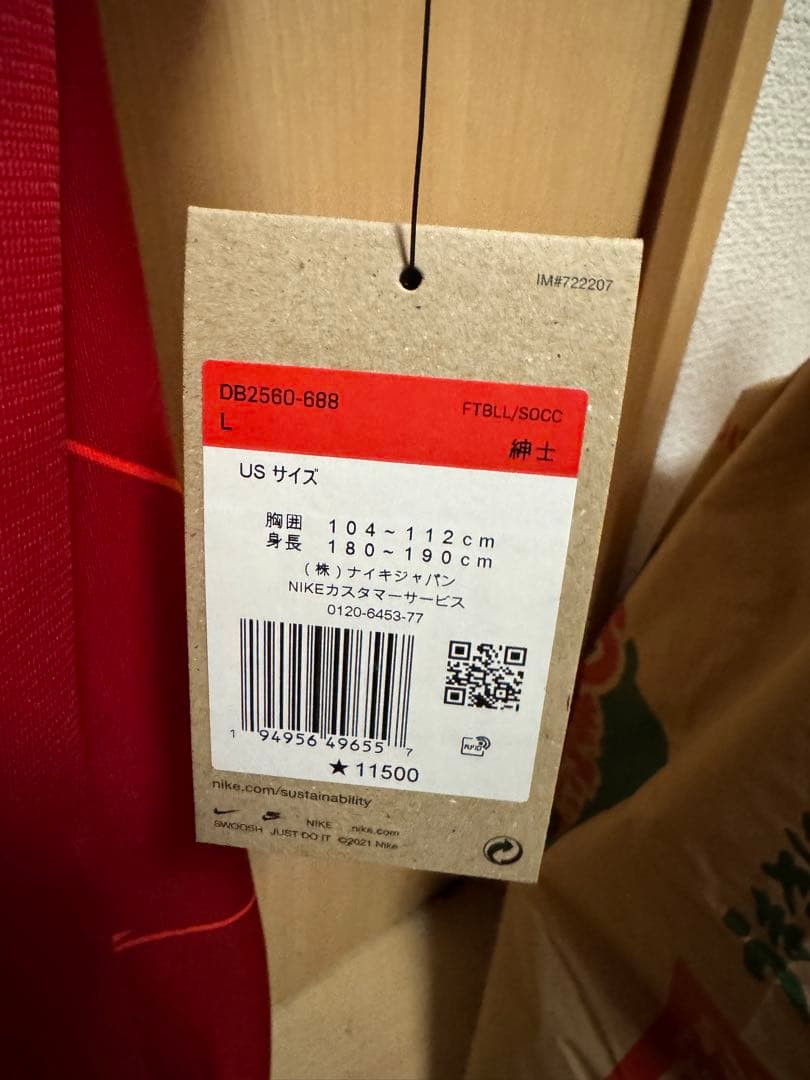 IM#722207
DB2560-688 FTBLL/SOCC
L 紳士
US サイズ
胸囲 104~112cm
身長 180~190cm
(株)ナイキジャパン
NIKEカスタマーサービス
0120-6453-77
1 94956 49655 7
RFID
★11500
nike.com/sustainability
NIKE nike.com
SWOOSH JUST DO IT ©2021 Nike